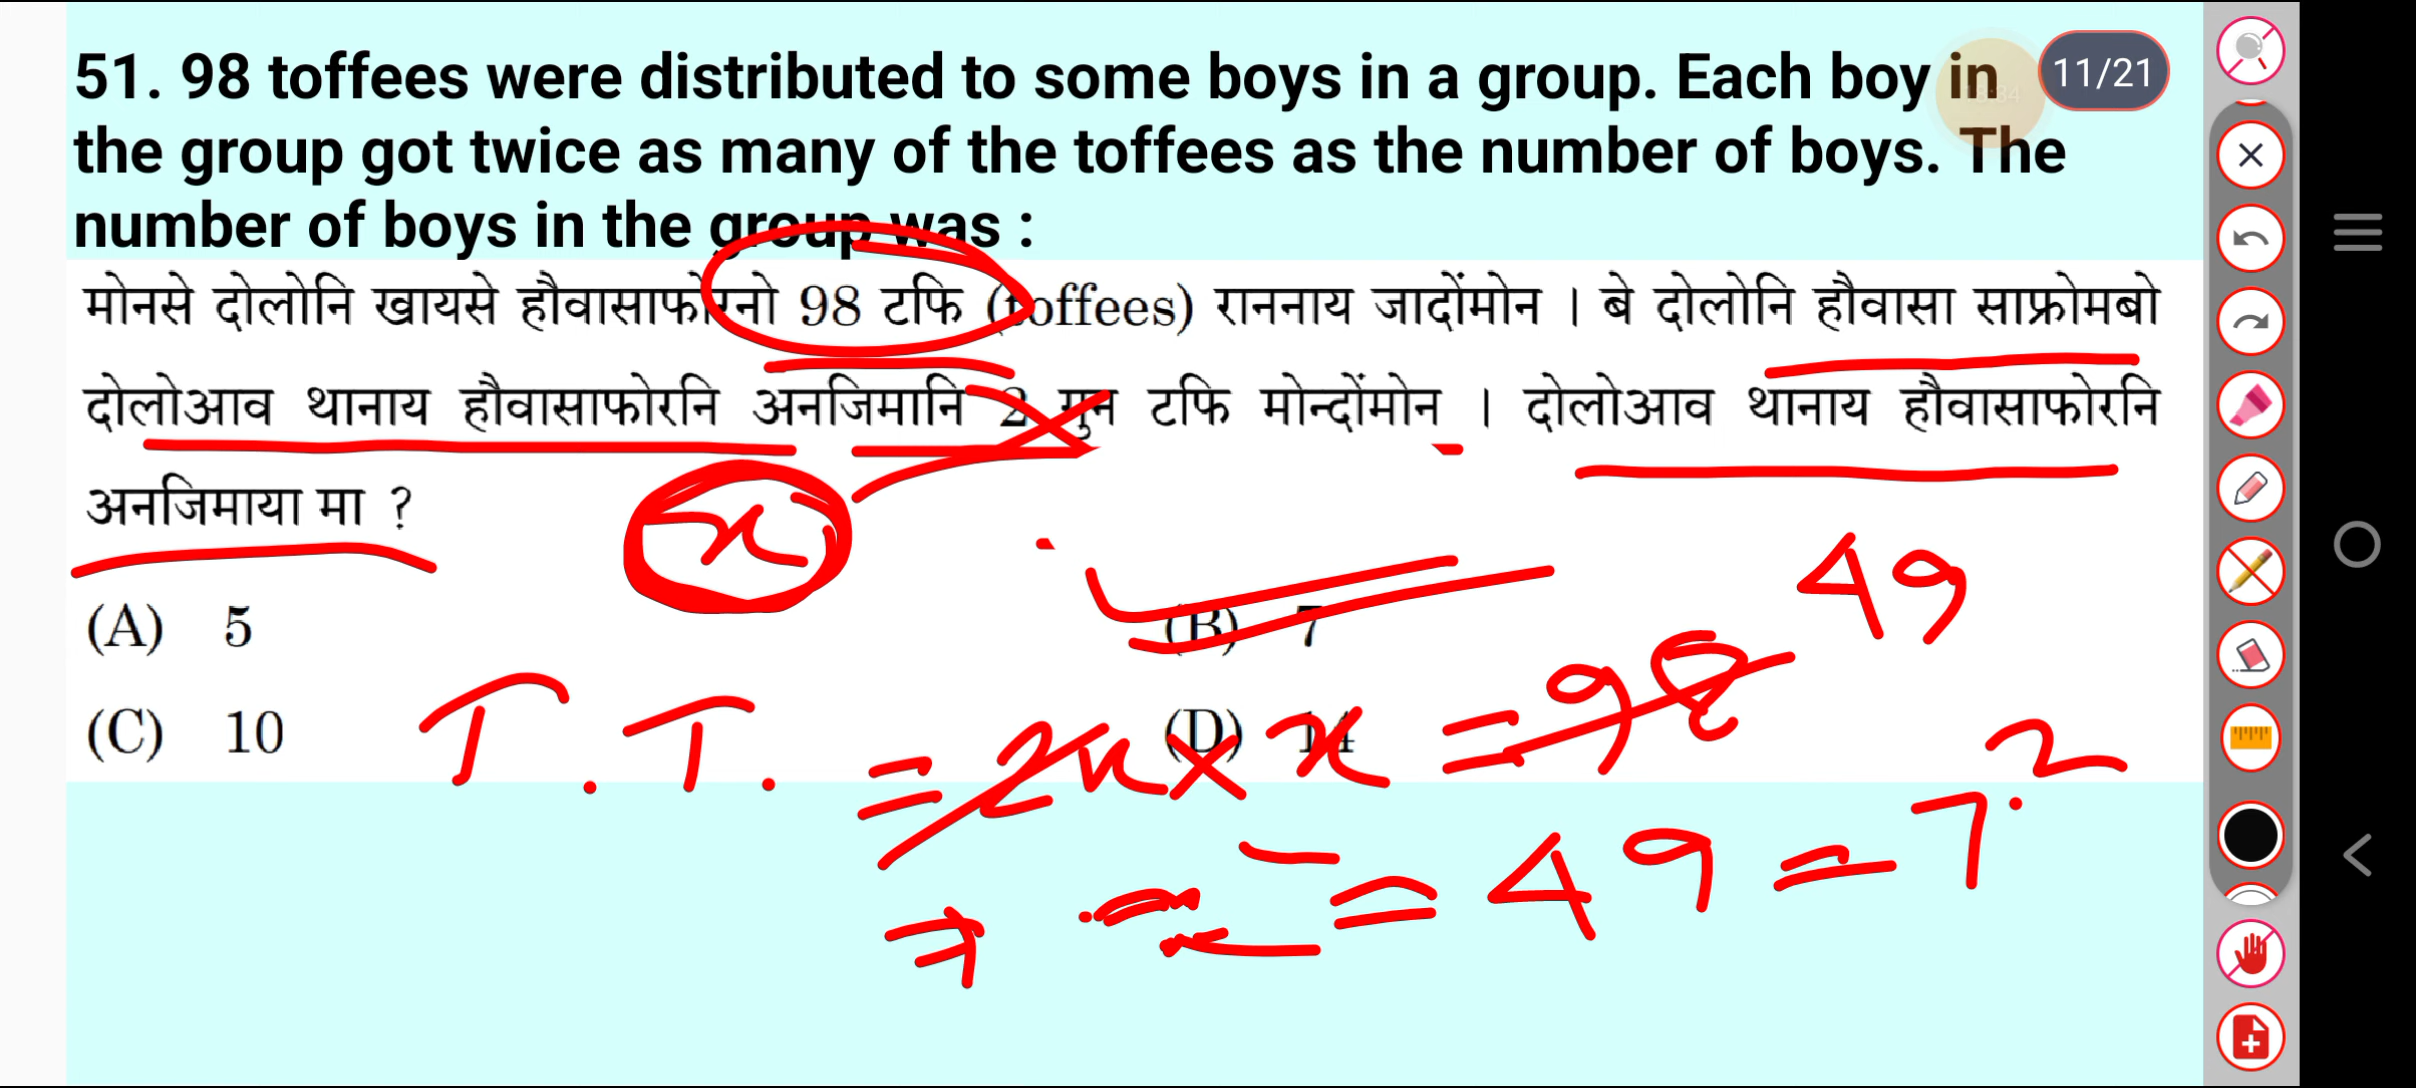 51. 98 toffees were distributed to some boys in a group. Each boy in
11/21
the group got twice as many of the toffees as the number of boys. The
number of boys in the group was :
मोनसे दोलोनि खायसे हौवासाफोरनो 98 टफि (toffees) राननाय जादोंमोन । बे दोलोनि हौवासा साफ्रोमबो
दोलोआव थानाय हौवासाफोरनि अनजिमानि 2 गुन टफि मोन्दोंमोन । दोलोआव थानाय हौवासाफोरनि
अनजिमाया मा ?
x
49
(A) 5
(B) 7
(C) 10
(D) 14
T. T. = 2x × x = 98
= 49 = 7
2